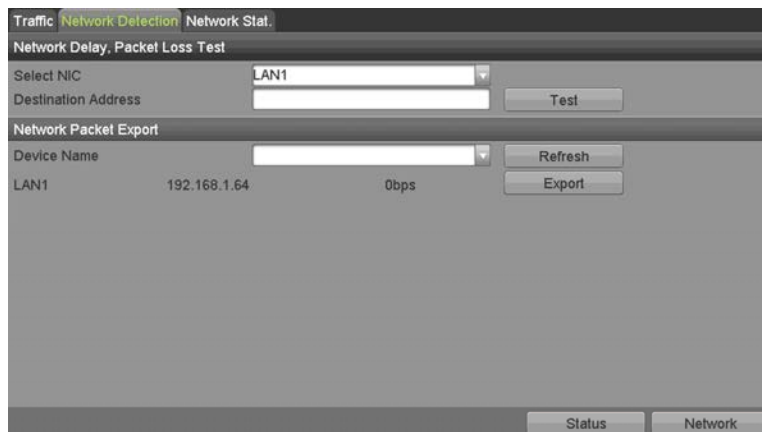 Traffic Network Detection Network Stat.
Network Delay, Packet Loss Test
Select NIC LAN1
Destination Address Test
Network Packet Export
Device Name Refresh
LAN1 192.168.1.64 0bps Export
Status Network